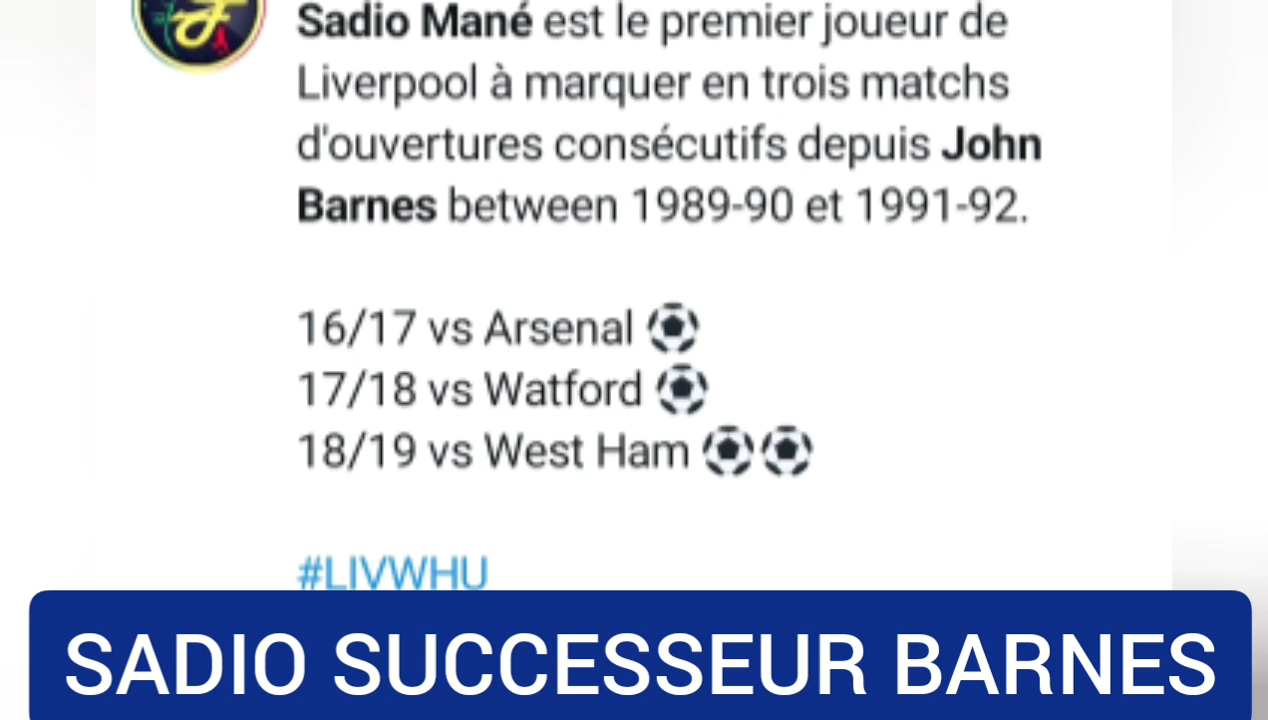 Sadio Mané est le premier joueur de
Liverpool à marquer en trois matchs
d'ouvertures consécutifs depuis John
Barnes between 1989-90 et 1991-92.
16/17 vs Arsenal ⚽
17/18 vs Watford ⚽
18/19 vs West Ham ⚽⚽
#LIVWHU
SADIO SUCCESSEUR BARNES